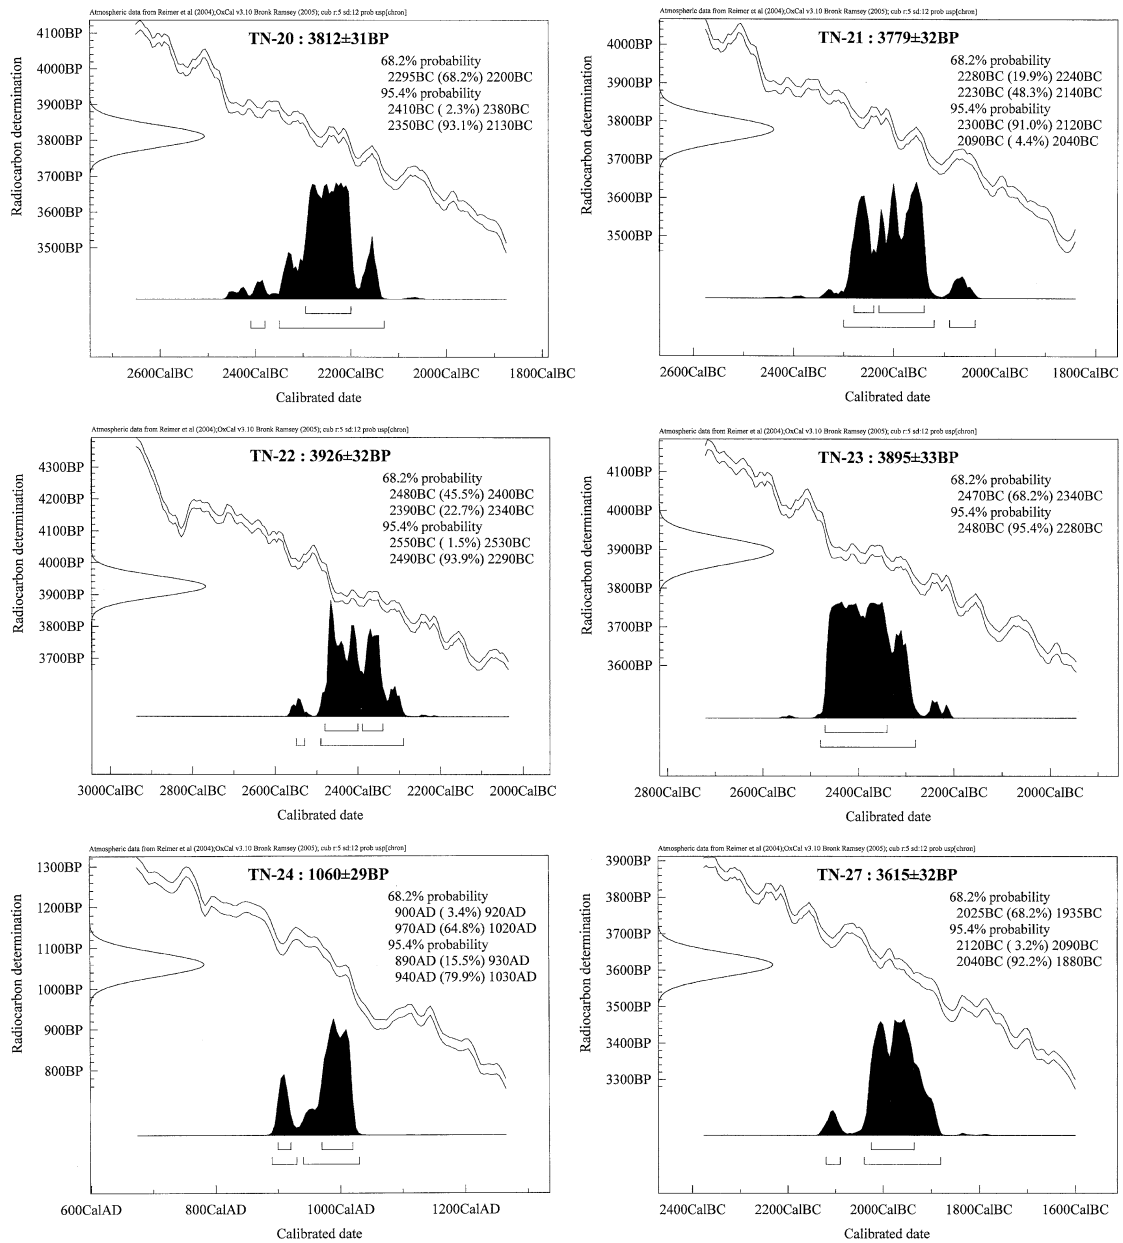 Atmospheric data from Reimer et al (2004);OxCal v3.10 Bronk Ramsey (2005); cub r:5 sd:12 prob usp[chron]
TN-20 : 3812±31BP
68.2% probability
2295BC (68.2%) 2200BC
95.4% probability
2410BC ( 2.3%) 2380BC
2350BC (93.1%) 2130BC
Radiocarbon determination
4100BP
4000BP
3900BP
3800BP
3700BP
3600BP
3500BP
2600CalBC 2400CalBC 2200CalBC 2000CalBC 1800CalBC
Calibrated date
Atmospheric data from Reimer et al (2004);OxCal v3.10 Bronk Ramsey (2005); cub r:5 sd:12 prob usp[chron]
TN-21 : 3779±32BP
68.2% probability
2280BC (19.9%) 2240BC
2230BC (48.3%) 2140BC
95.4% probability
2300BC (91.0%) 2120BC
2090BC ( 4.4%) 2040BC
Radiocarbon determination
4000BP
3900BP
3800BP
3700BP
3600BP
3500BP
2600CalBC 2400CalBC 2200CalBC 2000CalBC 1800CalBC
Calibrated date
Atmospheric data from Reimer et al (2004);OxCal v3.10 Bronk Ramsey (2005); cub r:5 sd:12 prob usp[chron]
TN-22 : 3926±32BP
68.2% probability
2480BC (45.5%) 2400BC
2390BC (22.7%) 2340BC
95.4% probability
2550BC ( 1.5%) 2530BC
2490BC (93.9%) 2290BC
Radiocarbon determination
4300BP
4200BP
4100BP
4000BP
3900BP
3800BP
3700BP
3000CalBC 2800CalBC 2600CalBC 2400CalBC 2200CalBC 2000CalBC
Calibrated date
Atmospheric data from Reimer et al (2004);OxCal v3.10 Bronk Ramsey (2005); cub r:5 sd:12 prob usp[chron]
TN-23 : 3895±33BP
68.2% probability
2470BC (68.2%) 2340BC
95.4% probability
2480BC (95.4%) 2280BC
Radiocarbon determination
4100BP
4000BP
3900BP
3800BP
3700BP
3600BP
2800CalBC 2600CalBC 2400CalBC 2200CalBC 2000CalBC
Calibrated date
Atmospheric data from Reimer et al (2004);OxCal v3.10 Bronk Ramsey (2005); cub r:5 sd:12 prob usp[chron]
TN-24 : 1060±29BP
68.2% probability
900AD ( 3.4%) 920AD
970AD (64.8%) 1020AD
95.4% probability
890AD (15.5%) 930AD
940AD (79.9%) 1030AD
Radiocarbon determination
1300BP
1200BP
1100BP
1000BP
900BP
800BP
600CalAD 800CalAD 1000CalAD 1200CalAD
Calibrated date
Atmospheric data from Reimer et al (2004);OxCal v3.10 Bronk Ramsey (2005); cub r:5 sd:12 prob usp[chron]
TN-27 : 3615±32BP
68.2% probability
2025BC (68.2%) 1935BC
95.4% probability
2120BC ( 3.2%) 2090BC
2040BC (92.2%) 1880BC
Radiocarbon determination
3900BP
3800BP
3700BP
3600BP
3500BP
3400BP
3300BP
2400CalBC 2200CalBC 2000CalBC 1800CalBC 1600CalBC
Calibrated date